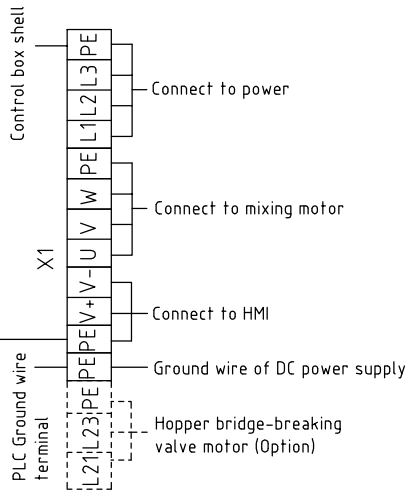 Control box shell
PE
L3
L2
L1
Connect to power
PE
W
V
U
Connect to mixing motor
X1
V-
V+
PE
Connect to HMI
PE
Ground wire of DC power supply
PLC Ground wire
terminal
PE
L23
L21
Hopper bridge-breaking
valve motor (Option)